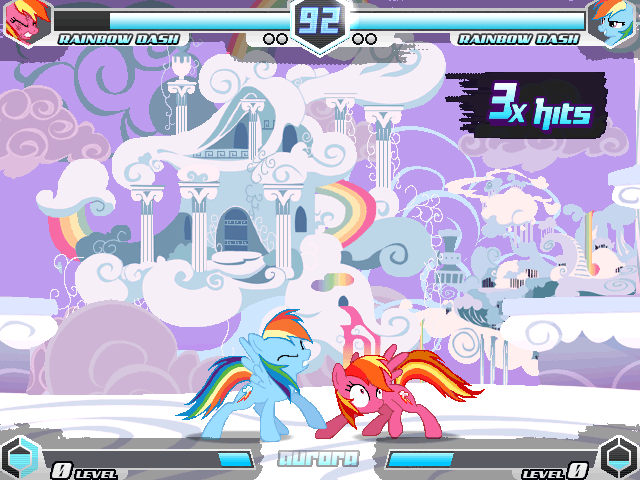 92
RAINBOW DASH
RAINBOW DASH
3x hits
0 LEVEL
aurora
LEVEL 0